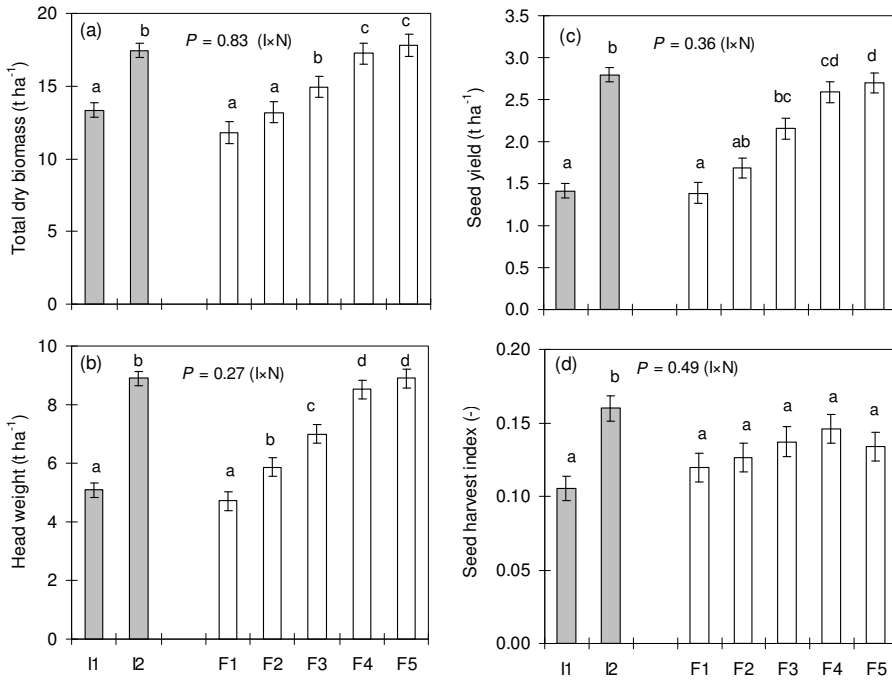 (a)
P = 0.83 (I×N)
Total dry biomass (t ha⁻¹)
20
15
10
5
0
a
b
a
a
b
c
c
(c)
P = 0.36 (I×N)
Seed yield (t ha⁻¹)
3.5
3.0
2.5
2.0
1.5
1.0
0.5
0.0
a
b
a
ab
bc
cd
d
(b)
P = 0.27 (I×N)
Head weight (t ha⁻¹)
10
8
6
4
2
0
a
b
a
b
c
d
d
I1 I2 F1 F2 F3 F4 F5
(d)
P = 0.49 (I×N)
Seed harvest index (-)
0.20
0.15
0.10
0.05
0.00
a
b
a
a
a
a
a
I1 I2 F1 F2 F3 F4 F5